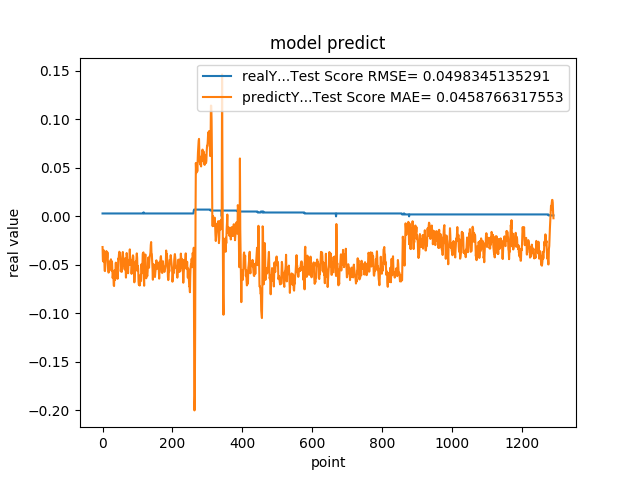 model predict
realY...Test Score RMSE= 0.0498345135291
predictY...Test Score MAE= 0.0458766317553
0.15
0.10
0.05
0.00
−0.05
−0.10
−0.15
−0.20
real value
0 200 400 600 800 1000 1200
point